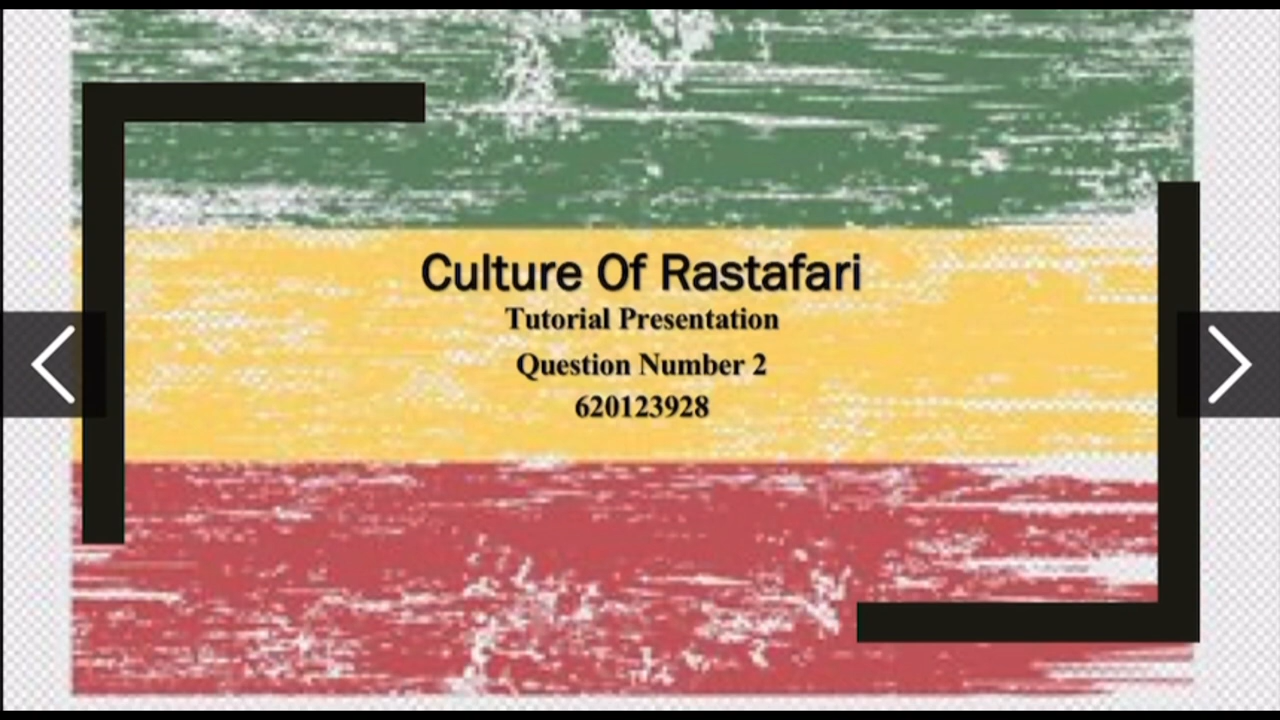 Culture Of Rastafari
Tutorial Presentation
Question Number 2
620123928